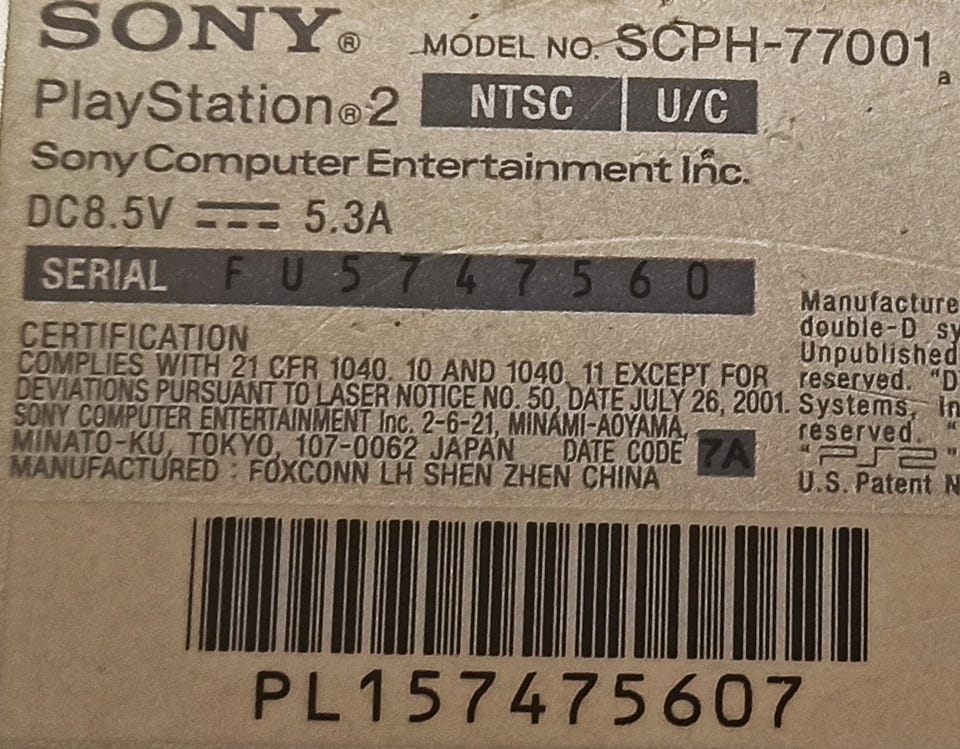 SONY® MODEL NO. SCPH-77001 a
PlayStation®2 NTSC U/C
Sony Computer Entertainment Inc.
DC8.5V 5.3A
SERIAL FU5747560
CERTIFICATION
COMPLIES WITH 21 CFR 1040. 10 AND 1040. 11 EXCEPT FOR
DEVIATIONS PURSUANT TO LASER NOTICE NO. 50, DATE JULY 26, 2001.
SONY COMPUTER ENTERTAINMENT Inc. 2-6-21, MINAMI-AOYAMA,
MINATO-KU, TOKYO, 107-0062 JAPAN DATE CODE 7A
MANUFACTURED : FOXCONN LH SHEN ZHEN CHINA
Manufacture
double-D sy
Unpublished
reserved. "D
Systems, In
reserved. "
"PS2"
U.S. Patent N
PL157475607